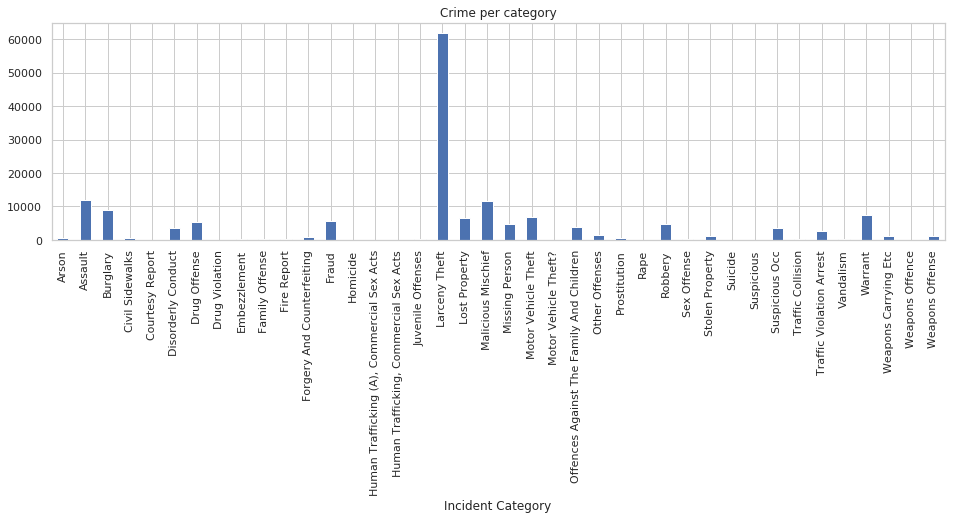 Crime per category
60000
50000
40000
30000
20000
10000
0
Arson
Assault
Burglary
Civil Sidewalks
Courtesy Report
Disorderly Conduct
Drug Offense
Drug Violation
Embezzlement
Family Offense
Fire Report
Forgery And Counterfeiting
Fraud
Homicide
Human Trafficking (A), Commercial Sex Acts
Human Trafficking, Commercial Sex Acts
Juvenile Offenses
Larceny Theft
Lost Property
Malicious Mischief
Missing Person
Motor Vehicle Theft
Motor Vehicle Theft?
Offences Against The Family And Children
Other Offenses
Prostitution
Rape
Robbery
Sex Offense
Stolen Property
Suicide
Suspicious
Suspicious Occ
Traffic Collision
Traffic Violation Arrest
Vandalism
Warrant
Weapons Carrying Etc
Weapons Offence
Weapons Offense
Incident Category